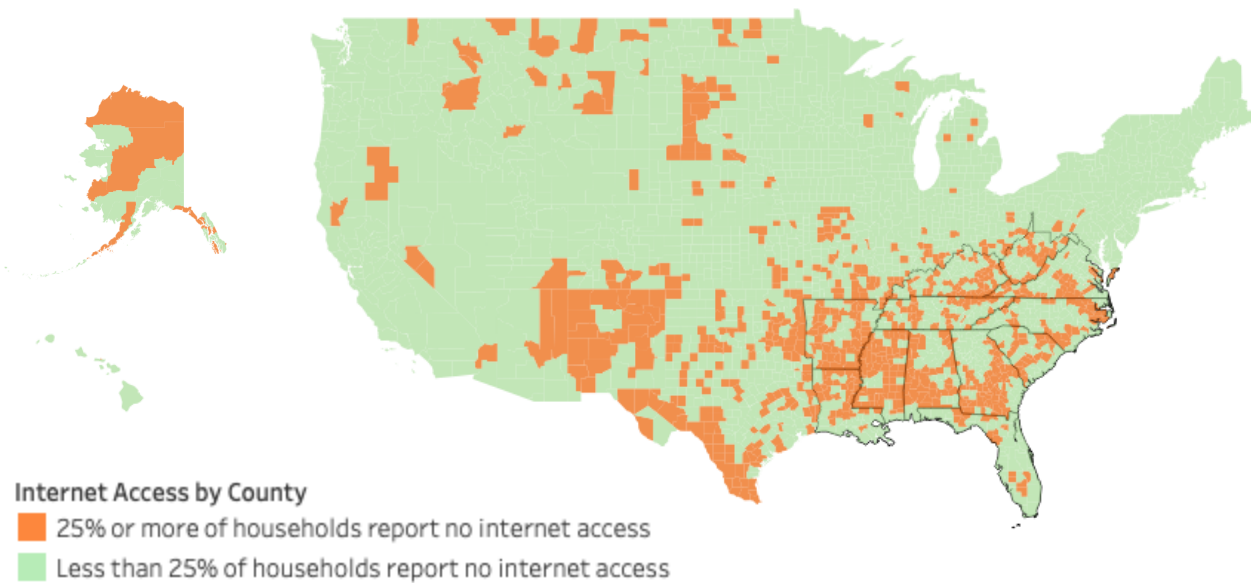 Internet Access by County
25% or more of households report no internet access
Less than 25% of households report no internet access